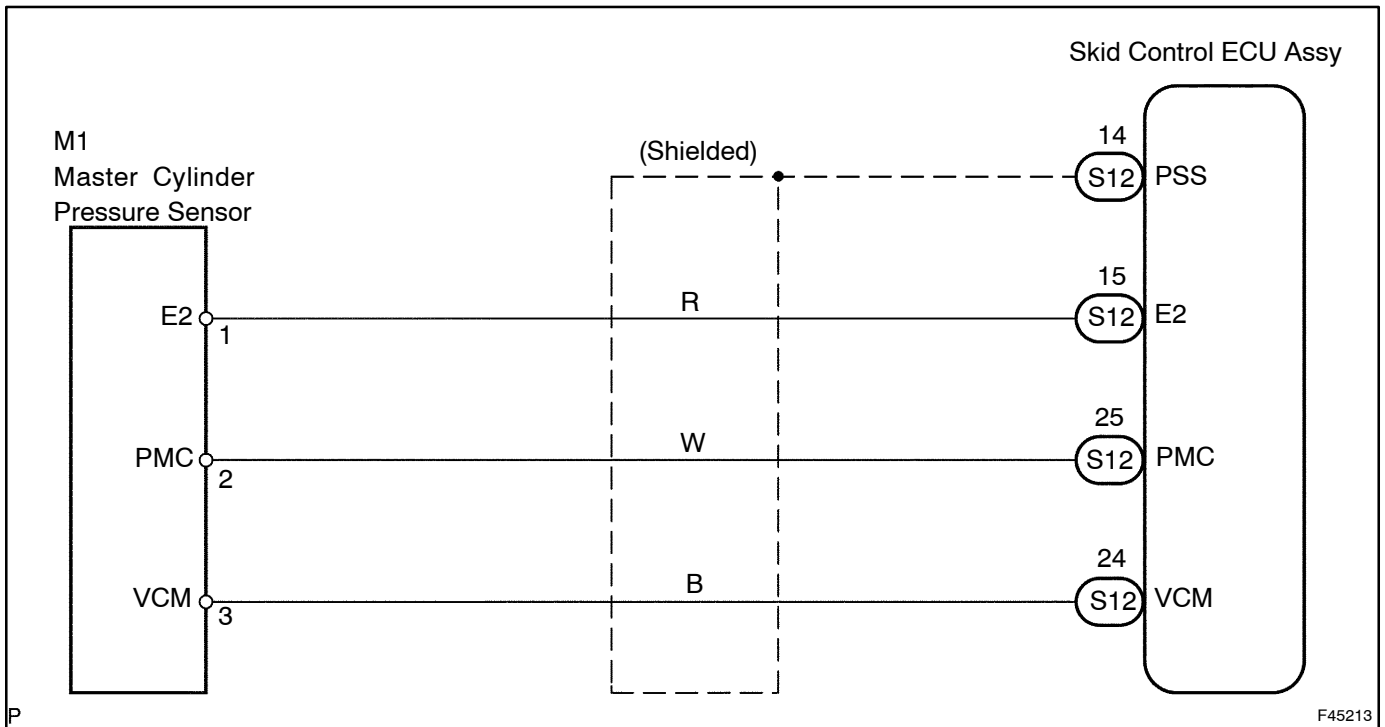 Skid Control ECU Assy
M1
Master Cylinder
Pressure Sensor
(Shielded)
14
S12
PSS
E2
1
R
15
S12
E2
PMC
2
W
25
S12
PMC
VCM
3
B
24
S12
VCM
P
F45213